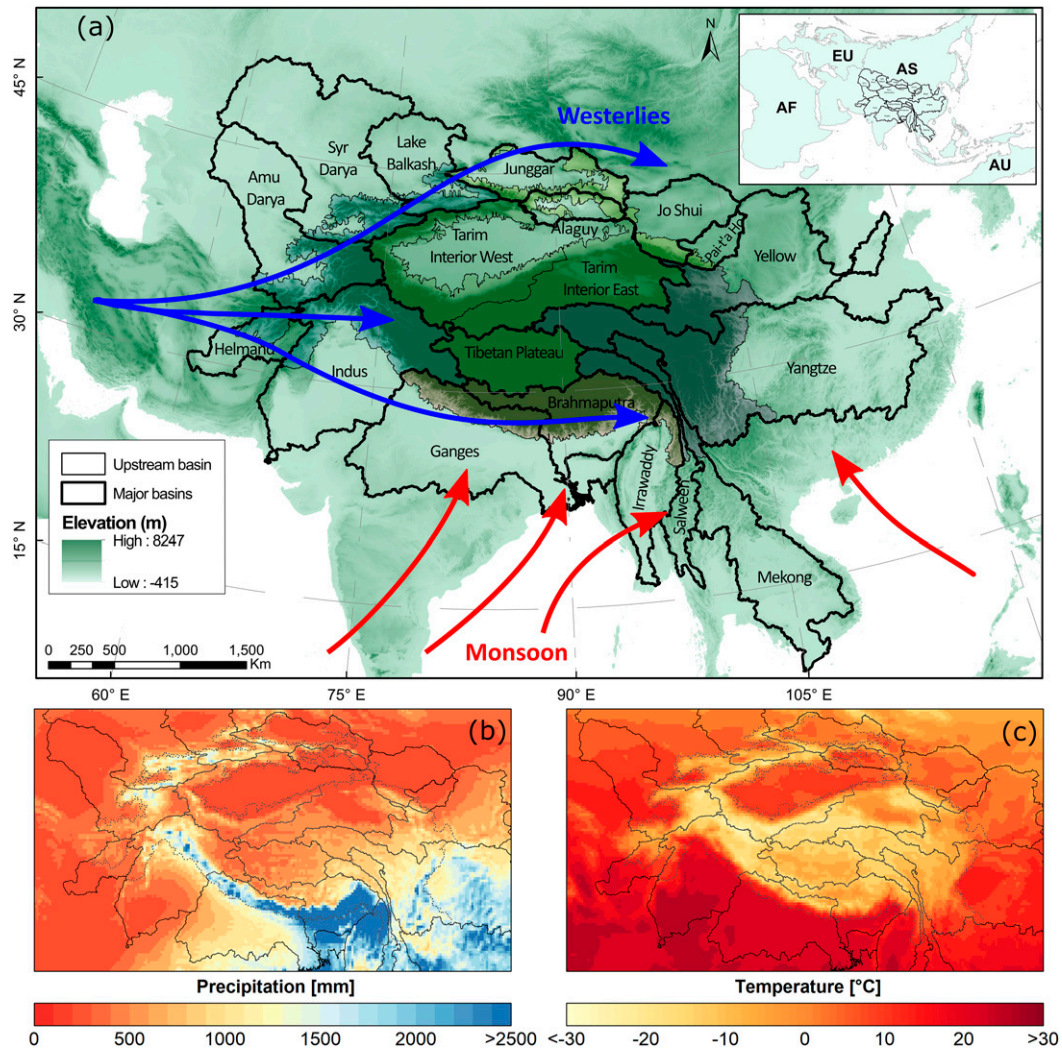 (a)
N
EU
AS
AF
AU
45° N
30° N
15° N
Westerlies
Syr
Darya
Lake
Balkash
Junggar
Amu
Darya
Jo Shui
Pai-t'a Ho
Alaguy
Tarim
Interior West
Yellow
Tarim
Interior East
Helmand
Indus
Tibetan Plateau
Yangtze
Brahmaputra
Ganges
Irrawaddy
Salween
Mekong
Monsoon
Upstream basin
Major basins
Elevation (m)
High : 8247
Low : -415
0 250 500 1,000 1,500
Km
60° E 75° E 90° E 105° E
(b)
Precipitation [mm]
0 500 1000 1500 2000 >2500
(c)
Temperature [°C]
<-30 -20 -10 0 10 20 >30